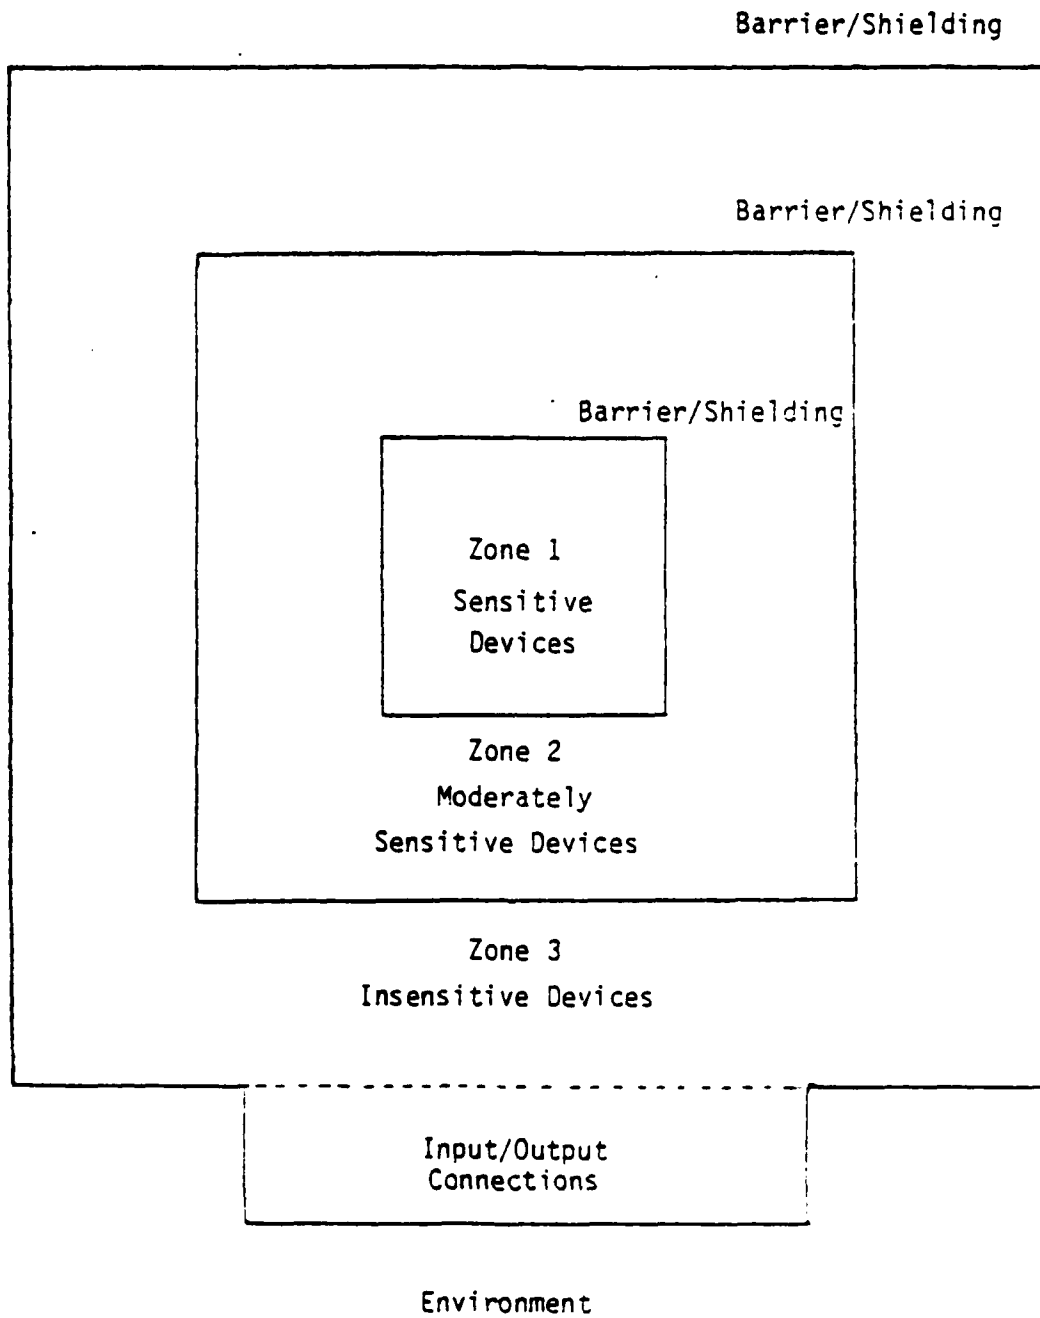 Barrier/Shielding
Barrier/Shielding
Barrier/Shielding
Zone 1
Sensitive
Devices
Zone 2
Moderately
Sensitive Devices
Zone 3
Insensitive Devices
Input/Output
Connections
Environment